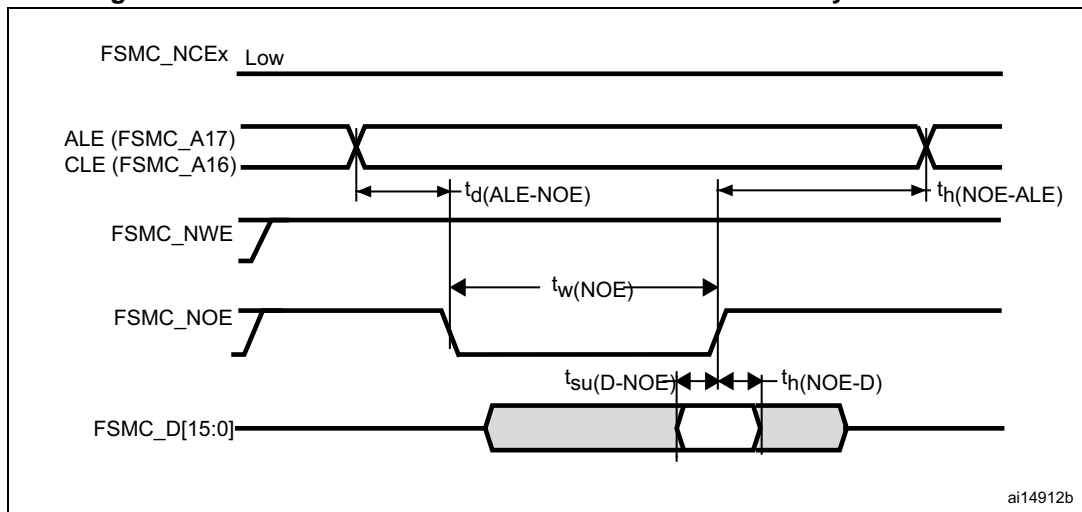 FSMC_NCEx Low
ALE (FSMC_A17)
CLE (FSMC_A16)
td(ALE-NOE) th(NOE-ALE)
FSMC_NWE
tw(NOE)
FSMC_NOE
tsu(D-NOE) th(NOE-D)
FSMC_D[15:0]
ai14912b